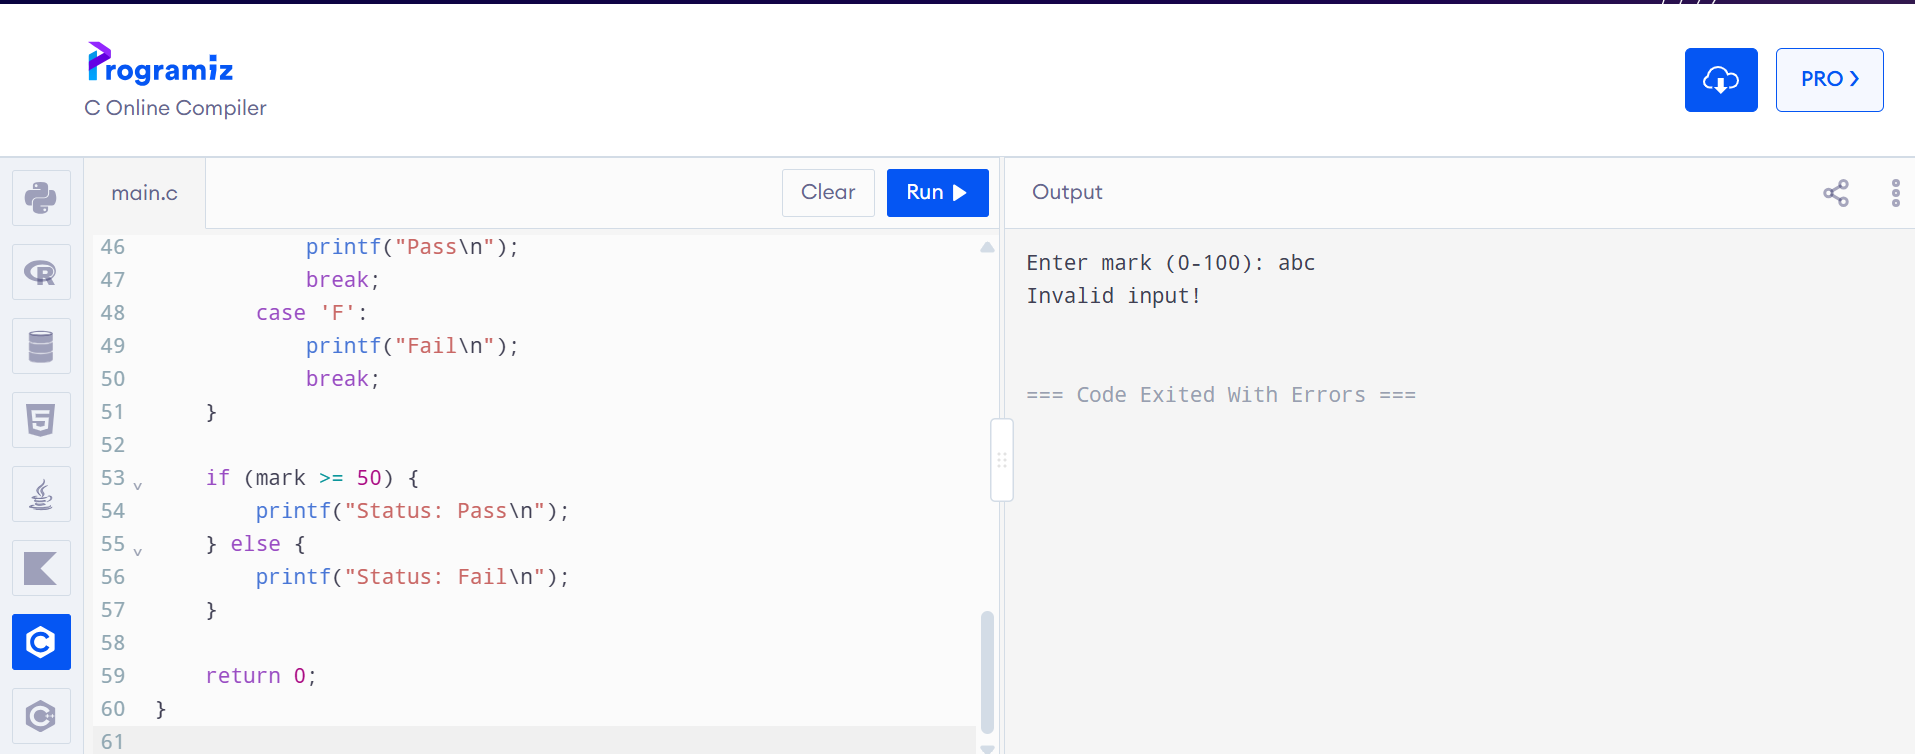 Programiz
C Online Compiler
PRO
main.c
Clear
Run
Output
46 printf("Pass\n");
47 break;
48 case 'F':
49 printf("Fail\n");
50 break;
51 }
52
53 if (mark >= 50) {
54 printf("Status: Pass\n");
55 } else {
56 printf("Status: Fail\n");
57 }
58
59 return 0;
60 }
61
Enter mark (0-100): abc
Invalid input!
=== Code Exited With Errors ===